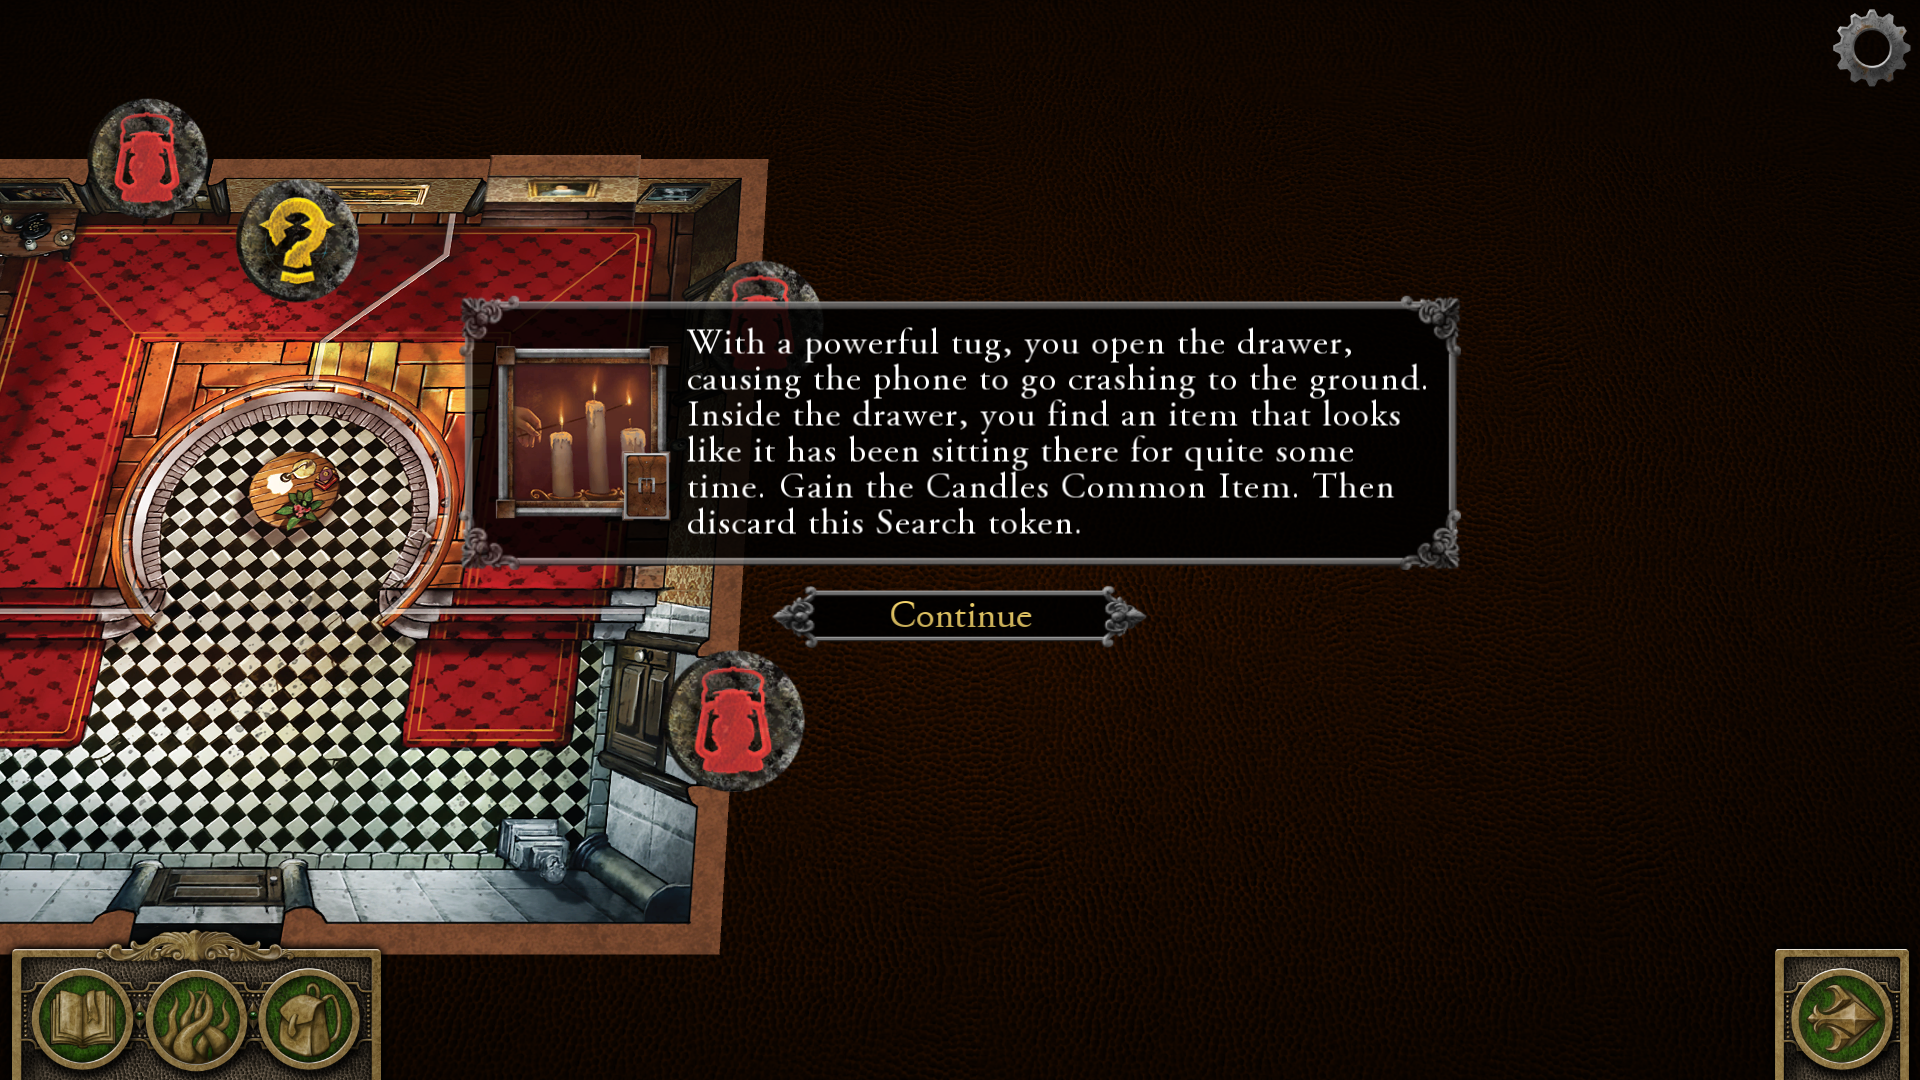 With a powerful tug, you open the drawer,
causing the phone to go crashing to the ground.
Inside the drawer, you find an item that looks
like it has been sitting there for quite some
time. Gain the Candles Common Item. Then
discard this Search token.
Continue